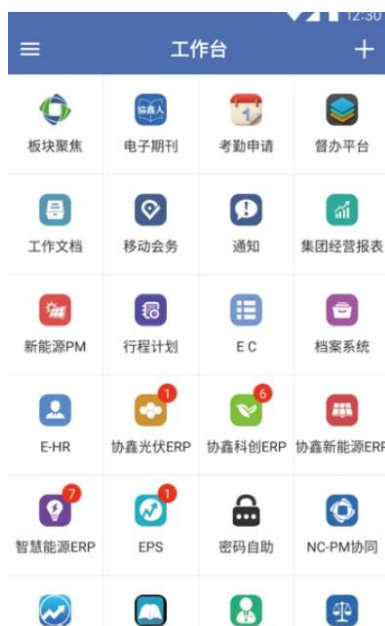 12:30
工作台
板块聚焦 电子期刊 考勤申请 督办平台
協鑫人
1
工作文档 移动会务 通知 集团经营报表
新能源PM 行程计划 E C 档案系统
1 6
E-HR 协鑫光伏ERP 协鑫科创ERP 协鑫新能源ERP
7 1
智慧能源ERP EPS 密码自助 NC-PM协同